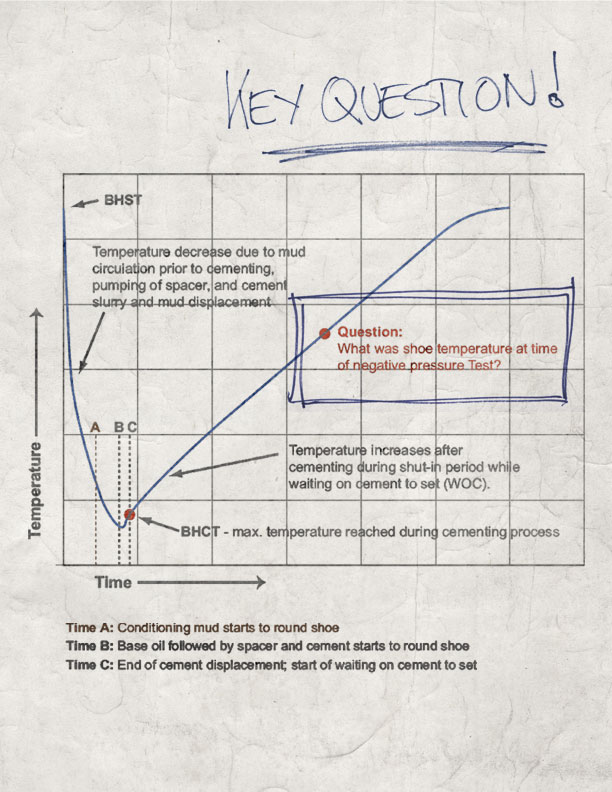 KEY QUESTION!
BHST
Temperature decrease due to mud
circulation prior to cementing,
pumping of spacer, and cement
slurry and mud displacement
Question:
What was shoe temperature at time
of negative pressure Test?
A B C
Temperature increases after
cementing during shut-in period while
waiting on cement to set (WOC).
BHCT - max. temperature reached during cementing process
Temperature
Time
Time A: Conditioning mud starts to round shoe
Time B: Base oil followed by spacer and cement starts to round shoe
Time C: End of cement displacement; start of waiting on cement to set